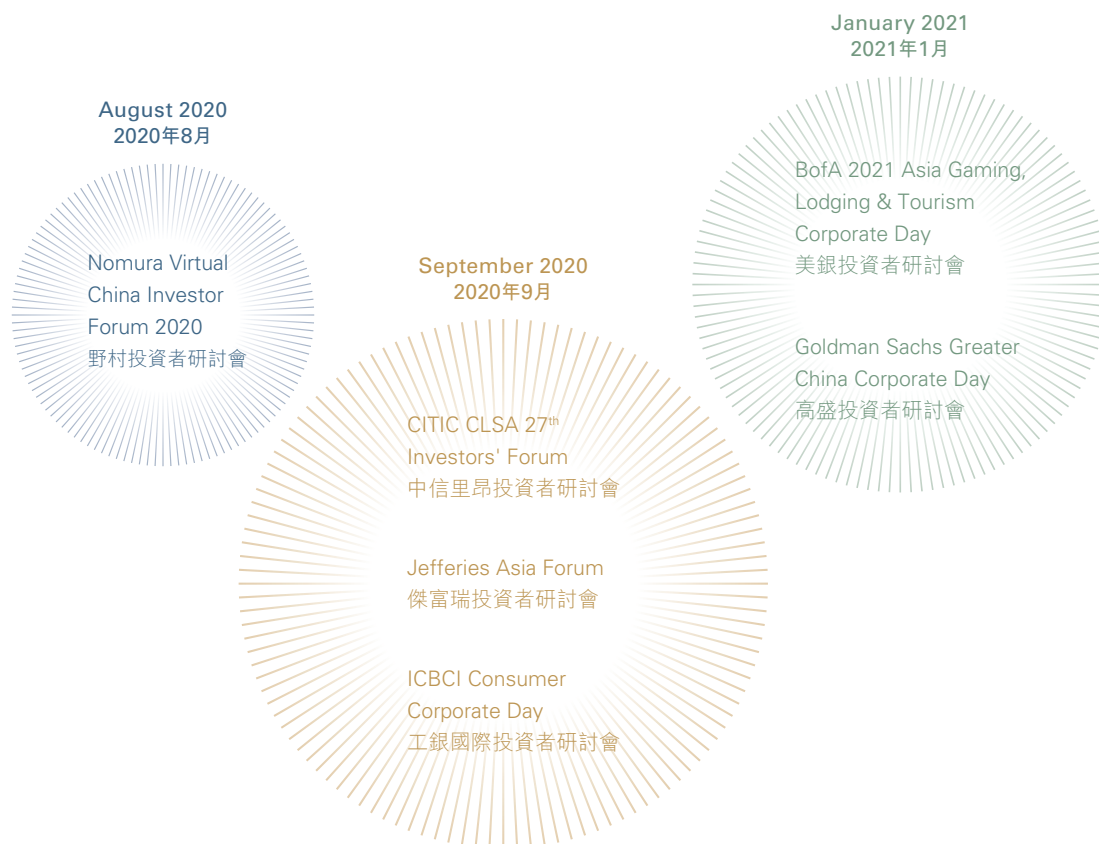 August 2020
2020年8月
Nomura Virtual
China Investor
Forum 2020
野村投資者研討會
September 2020
2020年9月
CITIC CLSA 27th
Investors' Forum
中信里昂投資者研討會
Jefferies Asia Forum
傑富瑞投資者研討會
ICBCI Consumer
Corporate Day
工銀國際投資者研討會
January 2021
2021年1月
BofA 2021 Asia Gaming,
Lodging & Tourism
Corporate Day
美銀投資者研討會
Goldman Sachs Greater
China Corporate Day
高盛投資者研討會